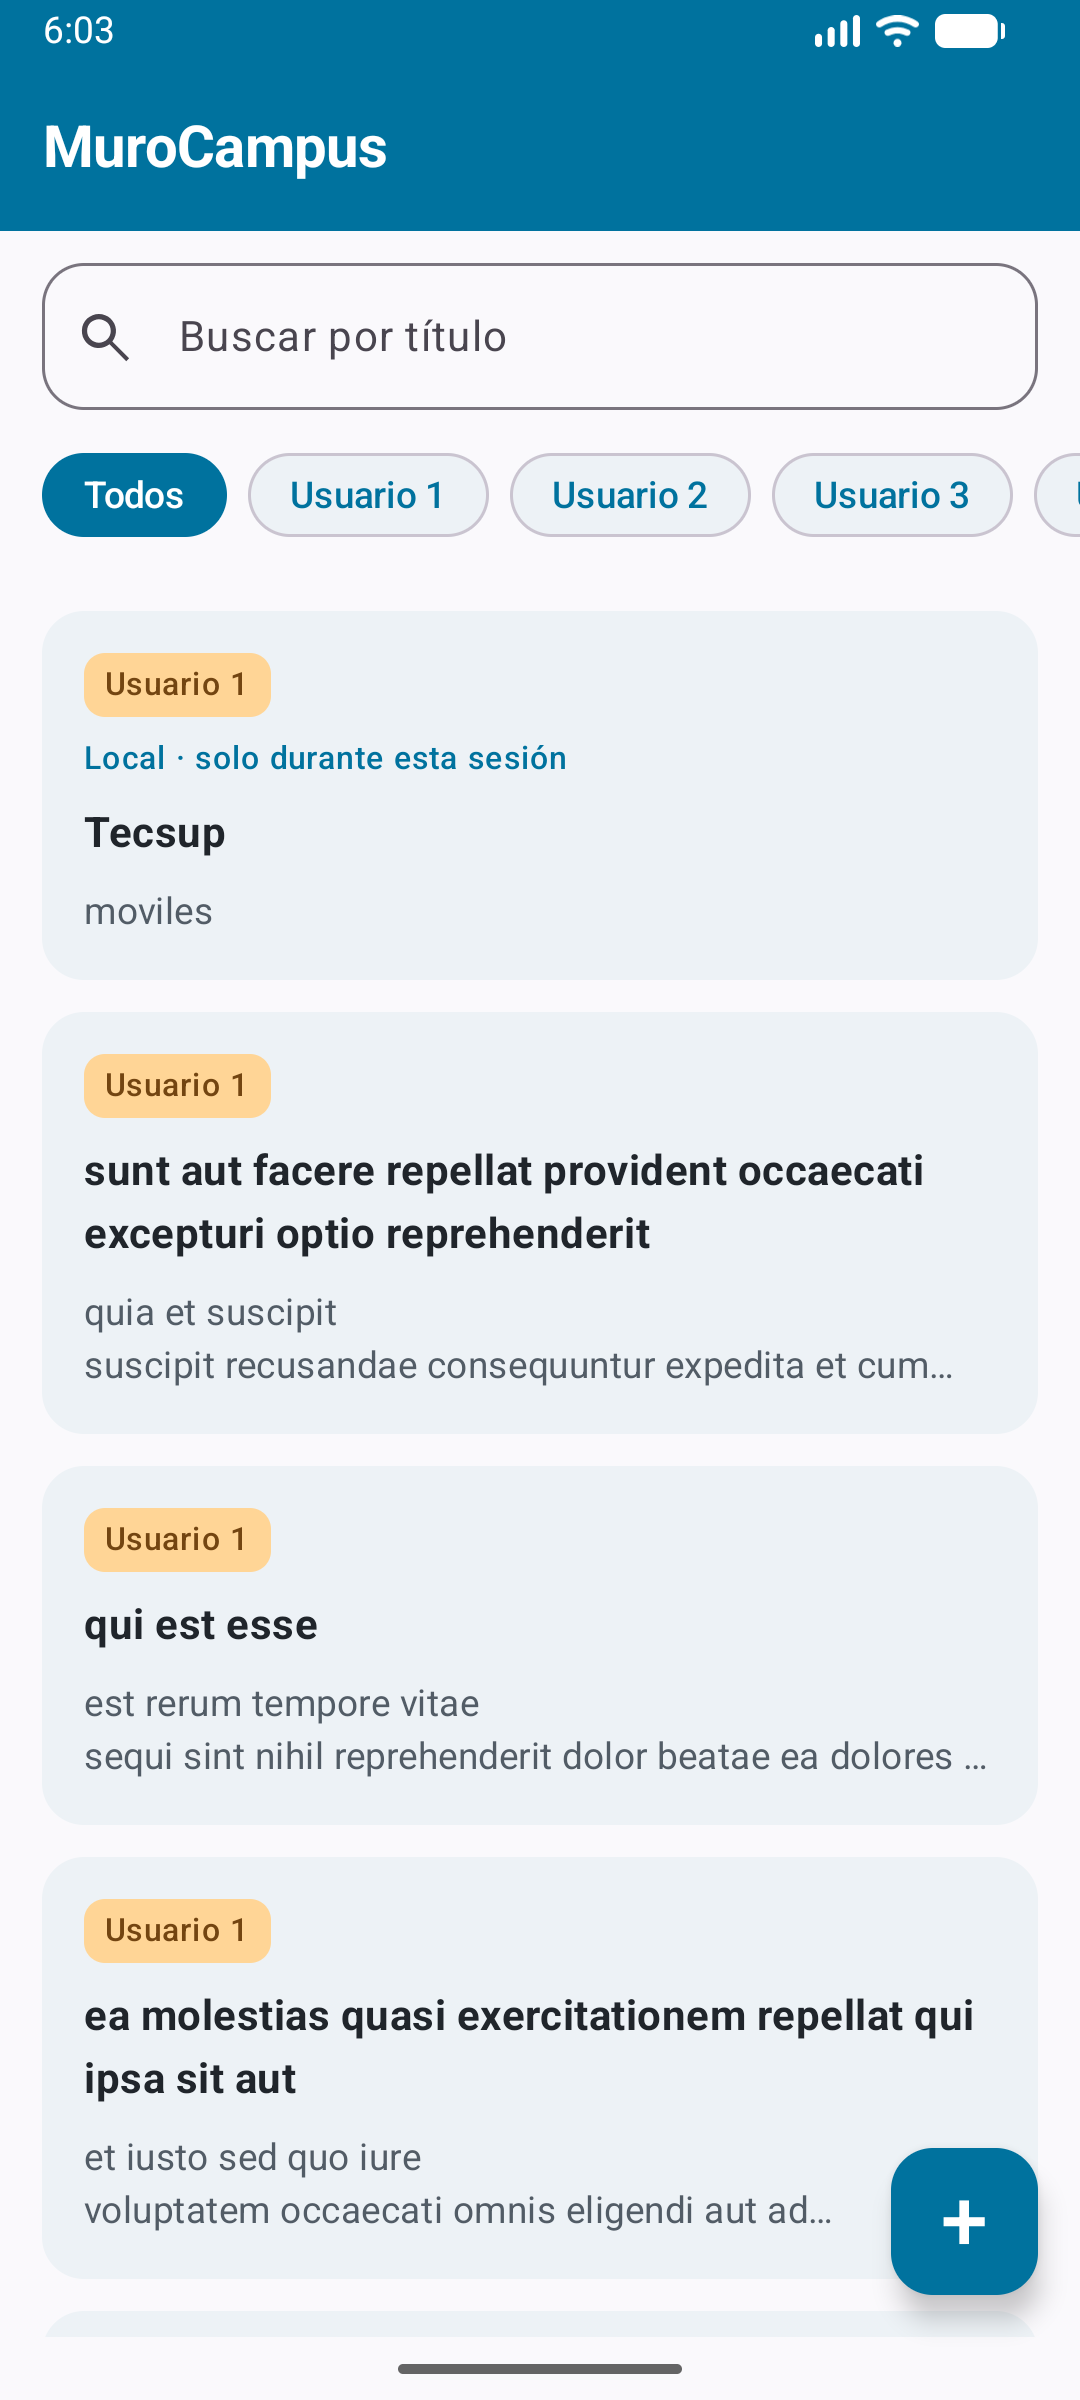 6:03
MuroCampus
Buscar por título
Todos
Usuario 1
Usuario 2
Usuario 3
Usuario 1
Local · solo durante esta sesión
Tecsup
moviles
Usuario 1
sunt aut facere repellat provident occaecati
excepturi optio reprehenderit
quia et suscipit
suscipit recusandae consequuntur expedita et cum…
Usuario 1
qui est esse
est rerum tempore vitae
sequi sint nihil reprehenderit dolor beatae ea dolores …
Usuario 1
ea molestias quasi exercitationem repellat qui
ipsa sit aut
et iusto sed quo iure
voluptatem occaecati omnis eligendi aut ad…
+